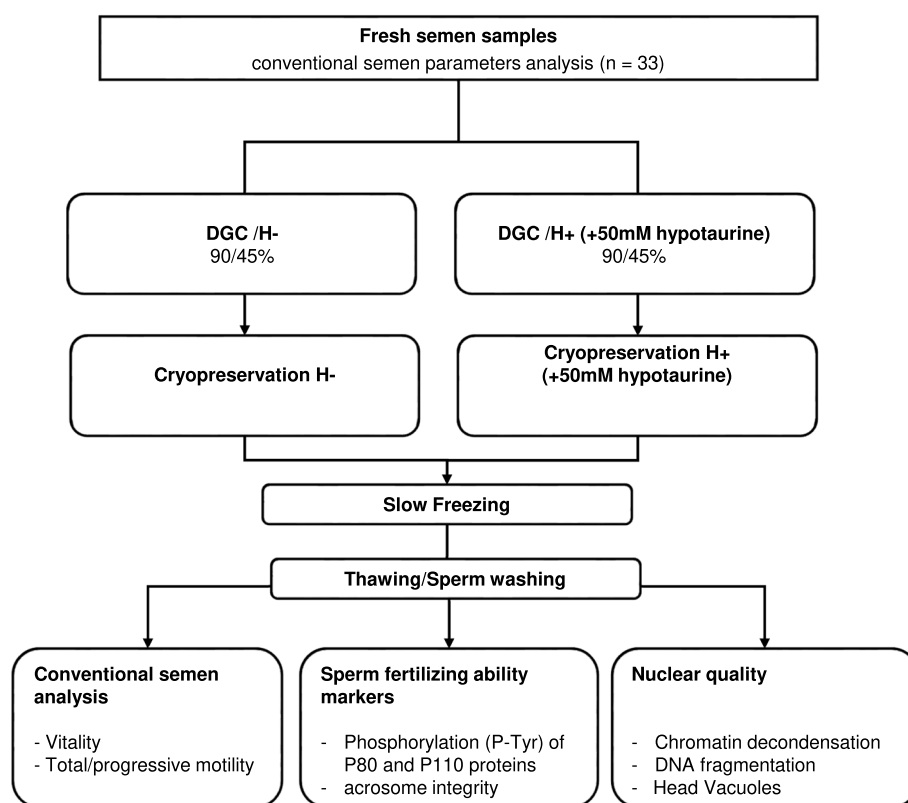 Fresh semen samples
conventional semen parameters analysis (n = 33)
DGC /H-
90/45%
DGC /H+ (+50mM hypotaurine)
90/45%
Cryopreservation H-
Cryopreservation H+
(+50mM hypotaurine)
Slow Freezing
Thawing/Sperm washing
Conventional semen
analysis
- Vitality
- Total/progressive motility
Sperm fertilizing ability
markers
- Phosphorylation (P-Tyr) of
P80 and P110 proteins
- acrosome integrity
Nuclear quality
- Chromatin decondensation
- DNA fragmentation
- Head Vacuoles